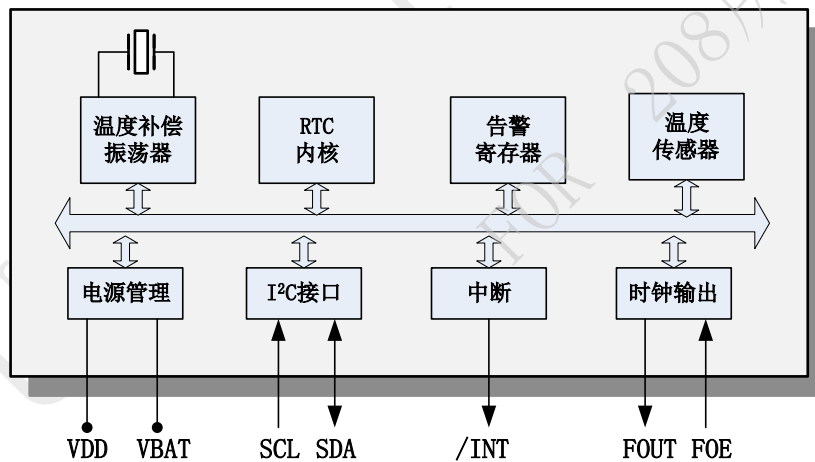 温度补偿
振荡器
RTC
内核
告警
寄存器
温度
传感器
电源管理
I²C接口
中断
时钟输出
VDD VBAT SCL SDA /INT FOUT FOE
FOR 208